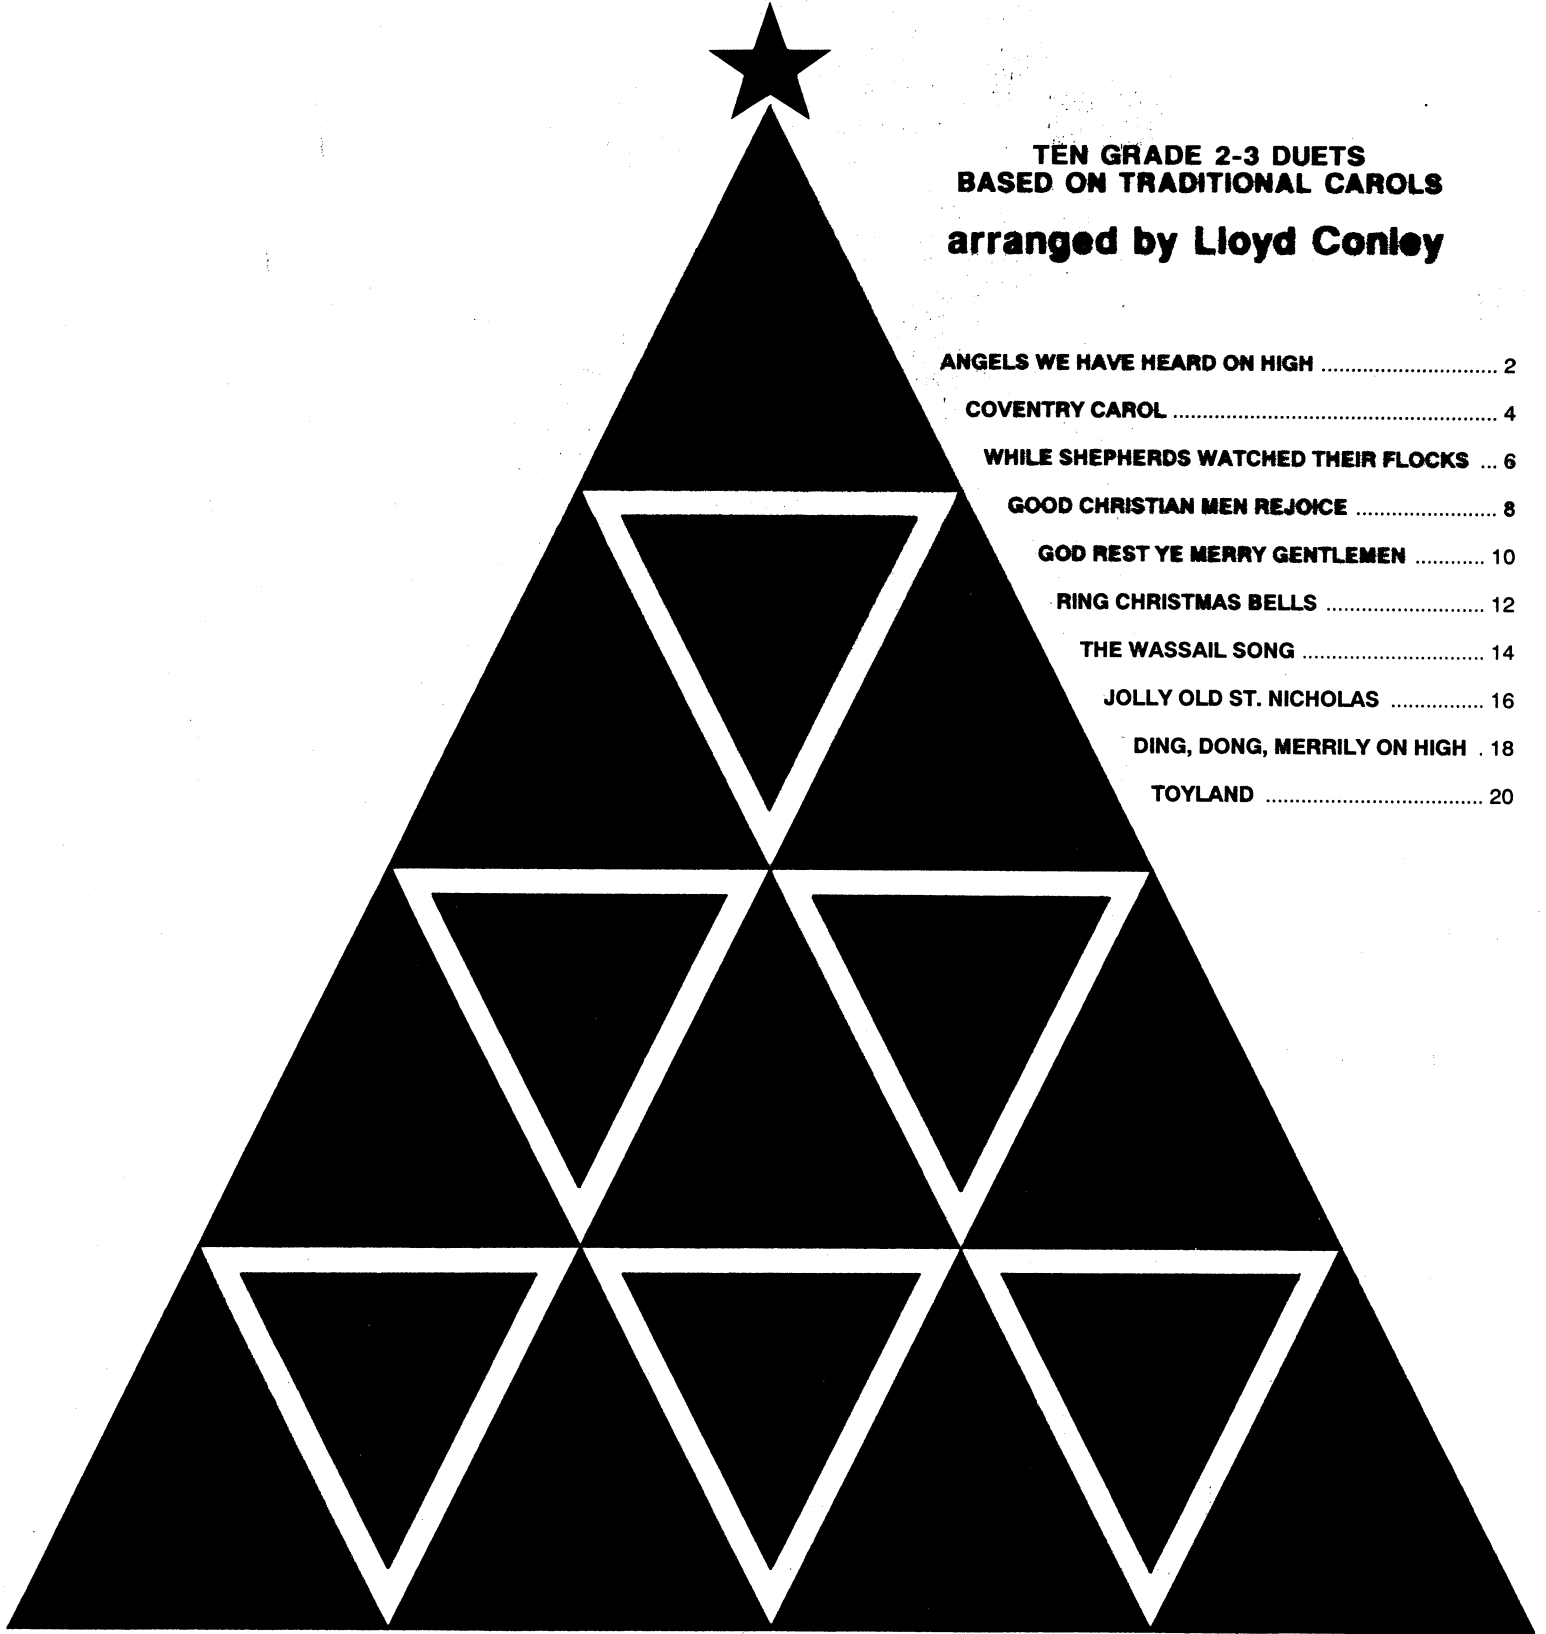 TEN GRADE 2-3 DUETS
BASED ON TRADITIONAL CAROLS
arranged by Lloyd Conley
ANGELS WE HAVE HEARD ON HIGH .............................. 2
COVENTRY CAROL ....................................................... 4
WHILE SHEPHERDS WATCHED THEIR FLOCKS ... 6
GOOD CHRISTIAN MEN REJOICE ........................ 8
GOD REST YE MERRY GENTLEMEN ............ 10
RING CHRISTMAS BELLS ........................... 12
THE WASSAIL SONG ............................... 14
JOLLY OLD ST. NICHOLAS ................ 16
DING, DONG, MERRILY ON HIGH . 18
TOYLAND ..................................... 20